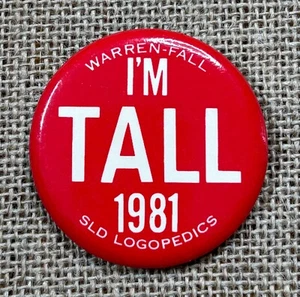 WARREN-FALL
I'M
TALL
1981
SLD LOGOPEDICS